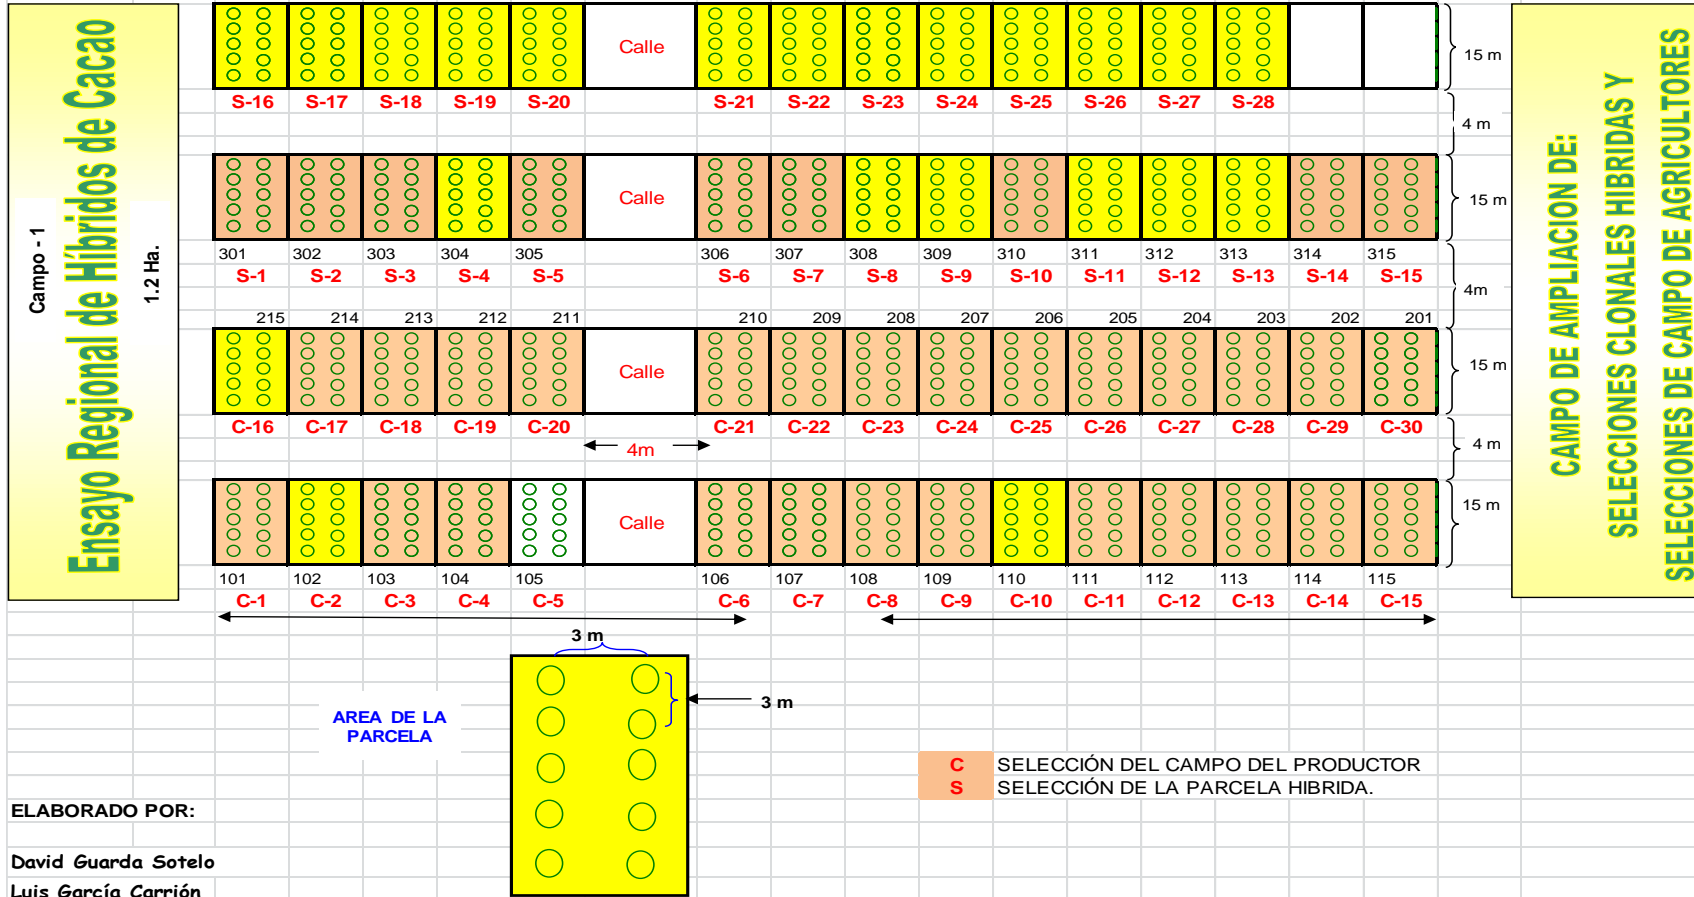 Campo - 1
Ensayo Regional de Híbridos de Cacao
1.2 Ha.
Calle
15 m
S-16 S-17 S-18 S-19 S-20 S-21 S-22 S-23 S-24 S-25 S-26 S-27 S-28
4 m
Calle
15 m
301 302 303 304 305 306 307 308 309 310 311 312 313 314 315
S-1 S-2 S-3 S-4 S-5 S-6 S-7 S-8 S-9 S-10 S-11 S-12 S-13 S-14 S-15
4m
215 214 213 212 211 210 209 208 207 206 205 204 203 202 201
Calle
15 m
C-16 C-17 C-18 C-19 C-20 C-21 C-22 C-23 C-24 C-25 C-26 C-27 C-28 C-29 C-30
4m
4 m
Calle
15 m
101 102 103 104 105 106 107 108 109 110 111 112 113 114 115
C-1 C-2 C-3 C-4 C-5 C-6 C-7 C-8 C-9 C-10 C-11 C-12 C-13 C-14 C-15
CAMPO DE AMPLIACION DE:
SELECCIONES CLONALES HIBRIDAS Y
SELECCIONES DE CAMPO DE AGRICULTORES
3 m
3 m
AREA DE LA
PARCELA
C SELECCIÓN DEL CAMPO DEL PRODUCTOR
S SELECCIÓN DE LA PARCELA HIBRIDA.
ELABORADO POR:
David Guarda Sotelo
Luis García Carrión